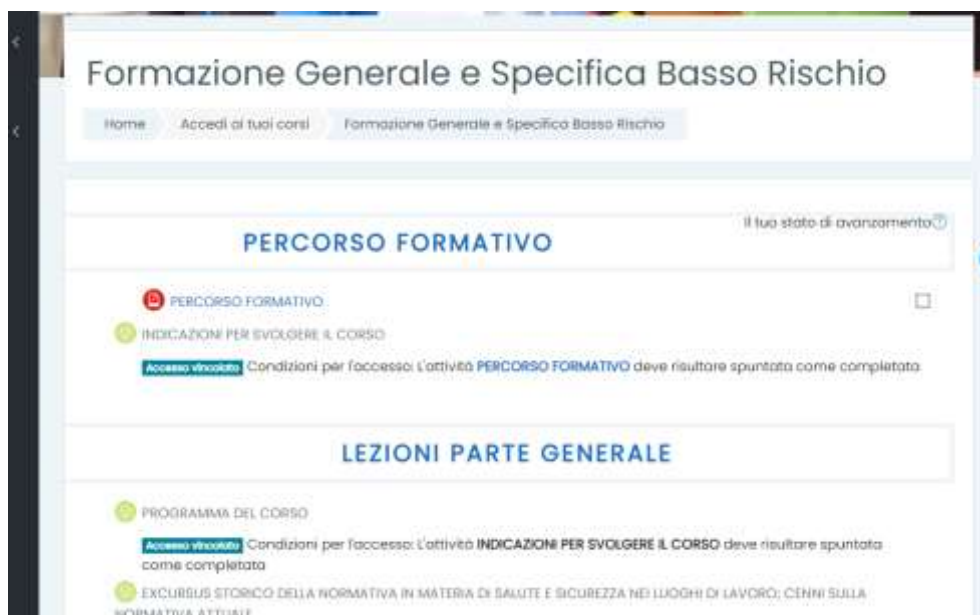 Formazione Generale e Specifica Basso Rischio
Home Accedi ai tuoi corsi Formazione Generale e Specifica Basso Rischio
Il tuo stato di avanzamento
PERCORSO FORMATIVO
PERCORSO FORMATIVO
INDICAZIONI PER SVOLGERE IL CORSO
Accesso vincolato Condizioni per l'accesso: L'attività PERCORSO FORMATIVO deve risultare spuntata come completata
LEZIONI PARTE GENERALE
PROGRAMMA DEL CORSO
Accesso vincolato Condizioni per l'accesso: L'attività INDICAZIONI PER SVOLGERE IL CORSO deve risultare spuntata
come completata
EXCURSUS STORICO DELLA NORMATIVA IN MATERIA DI SALUTE E SICUREZZA NEI LUOGHI DI LAVORO; CENNI SULLA
NORMATIVA ATTUALE